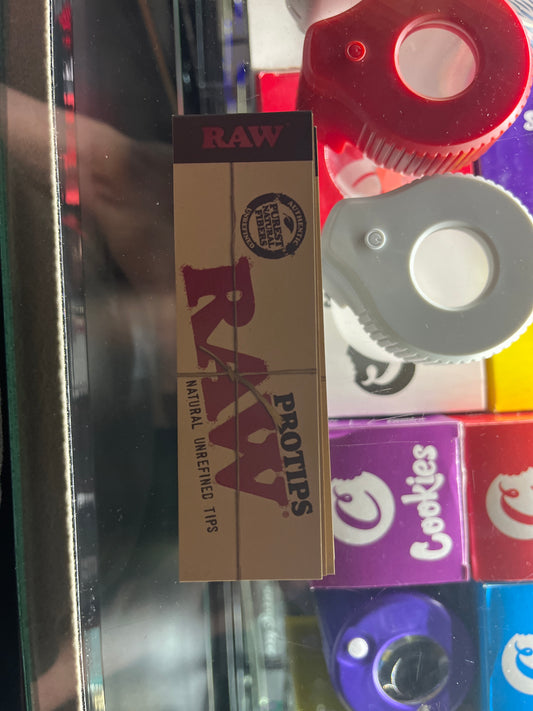 RAW
AUTHENTIC
PUREST
NATURAL
FIBERS
UNREFINED
RAW®
PROTIPS
NATURAL UNREFINED TIPS
Cookies